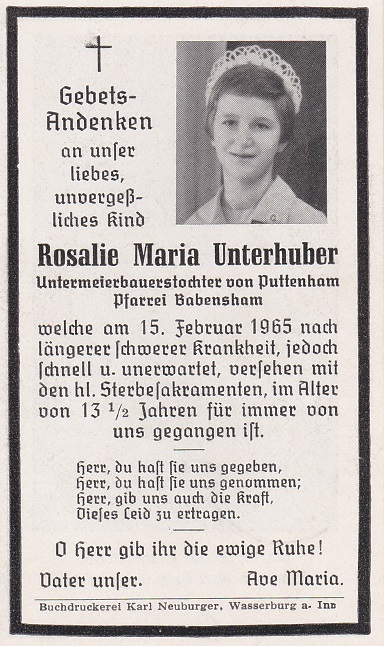 Gebets-
Andenken
an unser
liebes,
unvergeß-
liches Kind
Rosalie Maria Unterhuber
Untermeierbauerstochter von Puttenham
Pfarrei Babensham
welche am 15. Februar 1965 nach
längerer schwerer Krankheit, jedoch
schnell u. unerwartet, versehen mit
den hl. Sterbesakramenten, im Alter
von 13 1/2 Jahren für immer von
uns gegangen ist.
Herr, du hast sie uns gegeben,
Herr, du hast sie uns genommen;
Herr, gib uns auch die Kraft,
Dieses Leid zu ertragen.
O Herr gib ihr die ewige Ruhe!
Vater unser. Ave Maria.
Buchdruckerei Karl Neuburger, Wasserburg a. Inn